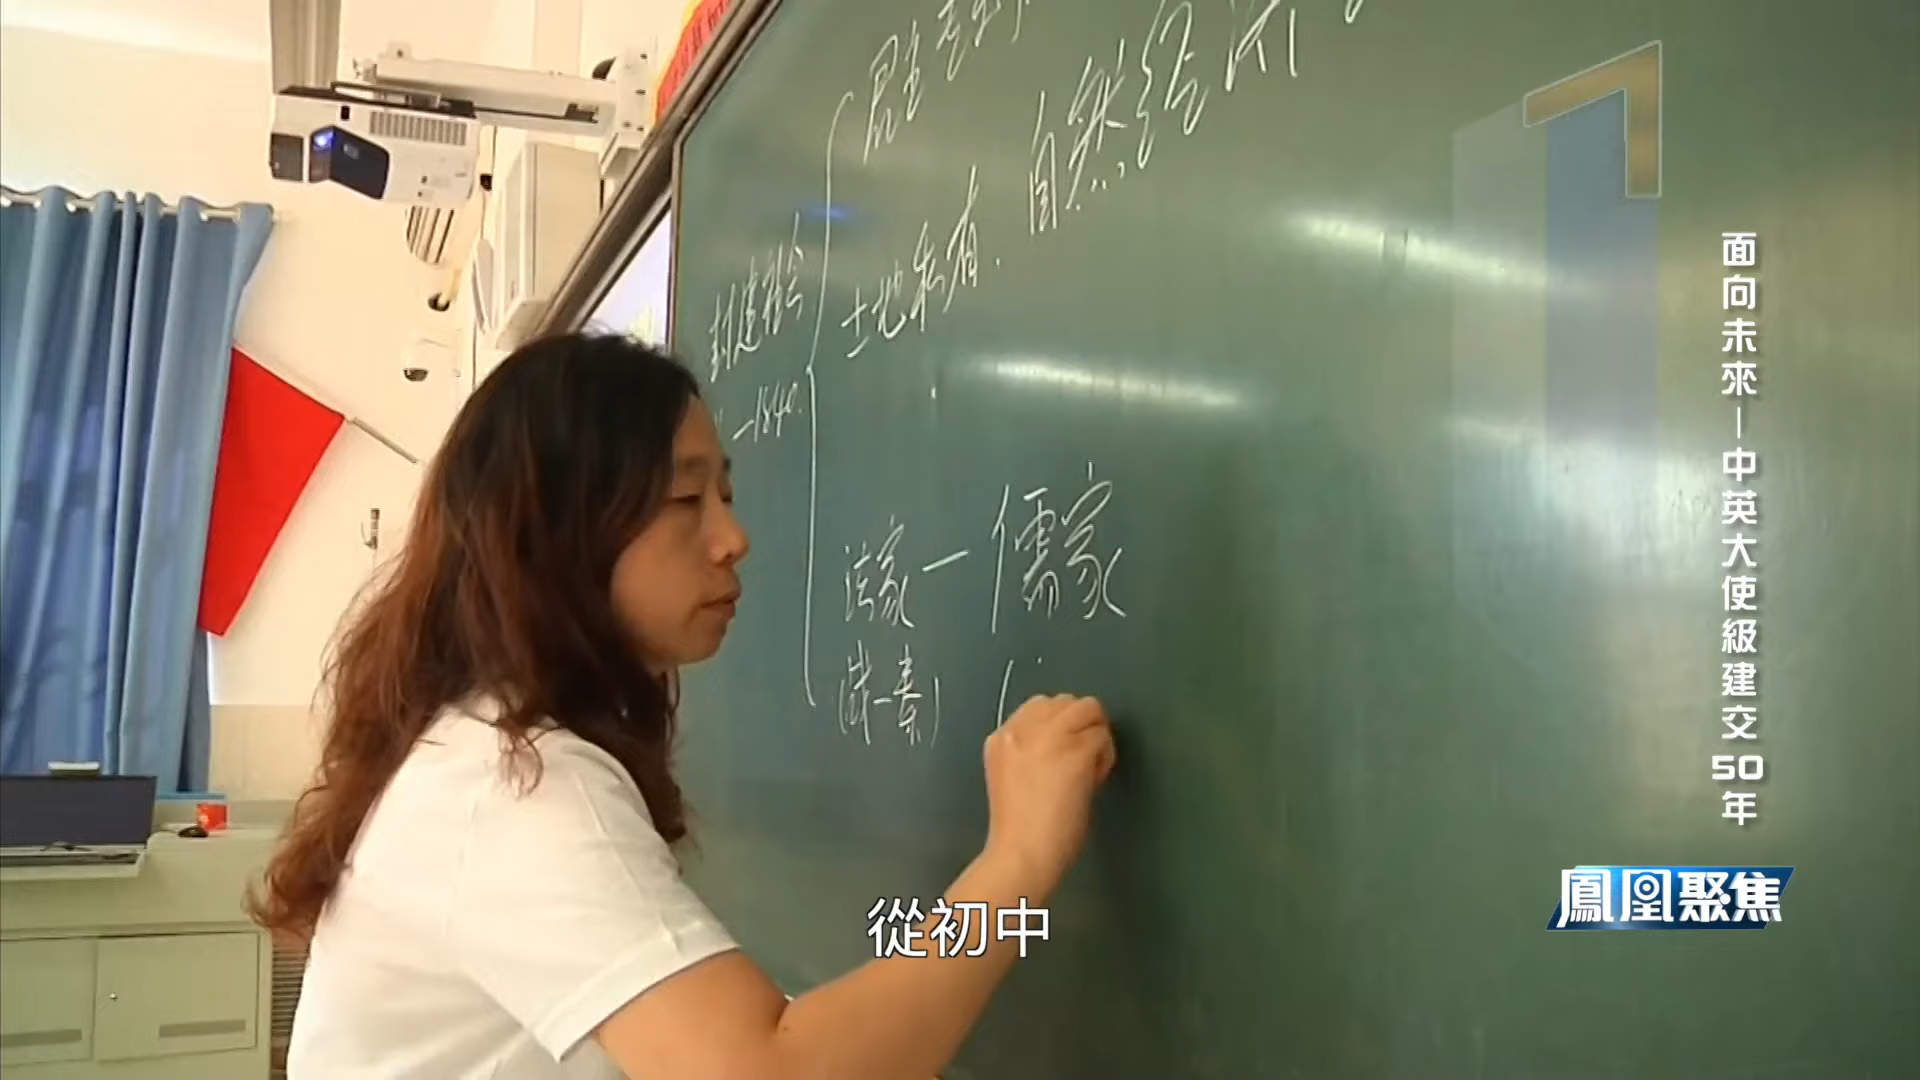 自然经济
土地私有.
封建社会
—1840.
法家 — 儒家
(战—秦) (
面向未來—中英大使級建交50年
鳳凰聚焦
從初中